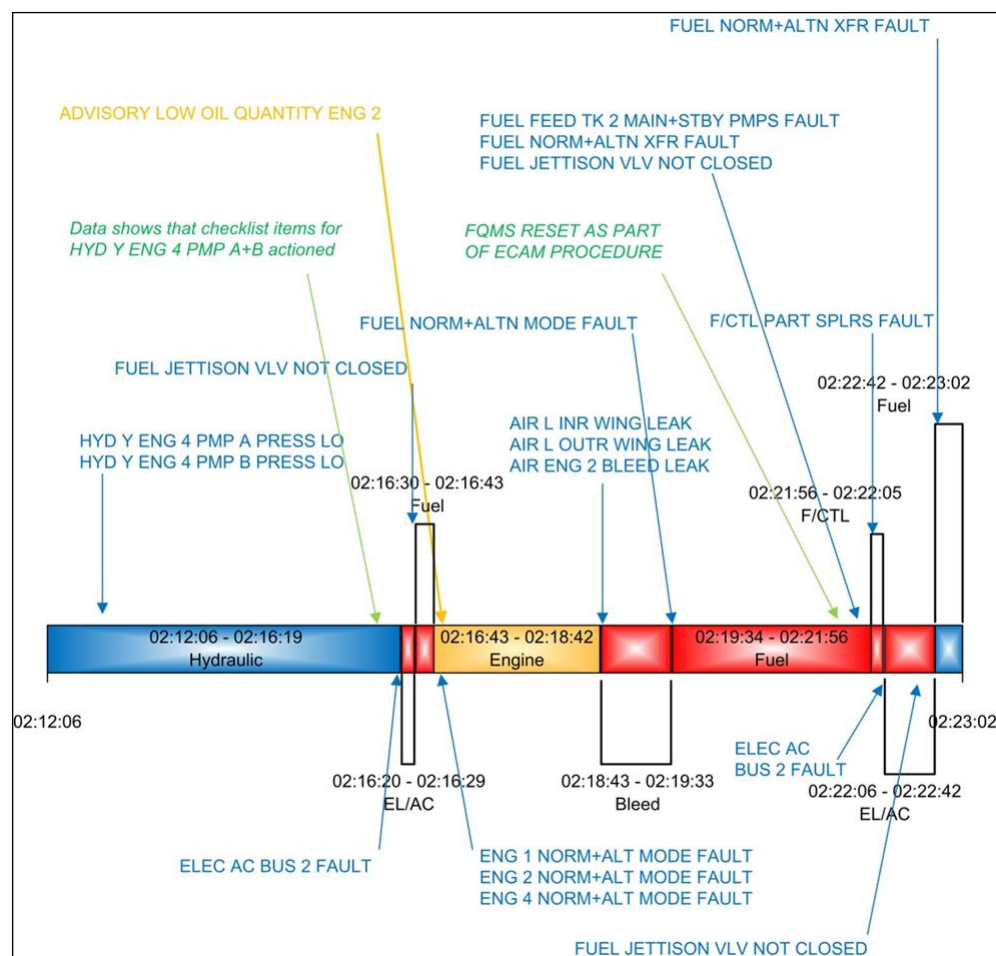 FUEL NORM+ALTN XFR FAULT
ADVISORY LOW OIL QUANTITY ENG 2
FUEL FEED TK 2 MAIN+STBY PMPS FAULT
FUEL NORM+ALTN XFR FAULT
FUEL JETTISON VLV NOT CLOSED
Data shows that checklist items for
HYD Y ENG 4 PMP A+B actioned
FQMS RESET AS PART
OF ECAM PROCEDURE
FUEL NORM+ALTN MODE FAULT
F/CTL PART SPLRS FAULT
FUEL JETTISON VLV NOT CLOSED
02:22:42 - 02:23:02
Fuel
HYD Y ENG 4 PMP A PRESS LO
HYD Y ENG 4 PMP B PRESS LO
AIR L INR WING LEAK
AIR L OUTR WING LEAK
AIR ENG 2 BLEED LEAK
02:16:30 - 02:16:43
Fuel
02:21:56 - 02:22:05
F/CTL
02:12:06 - 02:16:19
Hydraulic
02:16:43 - 02:18:42
Engine
02:19:34 - 02:21:56
Fuel
02:12:06
02:23:02
ELEC AC
BUS 2 FAULT
02:16:20 - 02:16:29
EL/AC
02:18:43 - 02:19:33
Bleed
02:22:06 - 02:22:42
EL/AC
ELEC AC BUS 2 FAULT
ENG 1 NORM+ALT MODE FAULT
ENG 2 NORM+ALT MODE FAULT
ENG 4 NORM+ALT MODE FAULT
FUEL JETTISON VLV NOT CLOSED